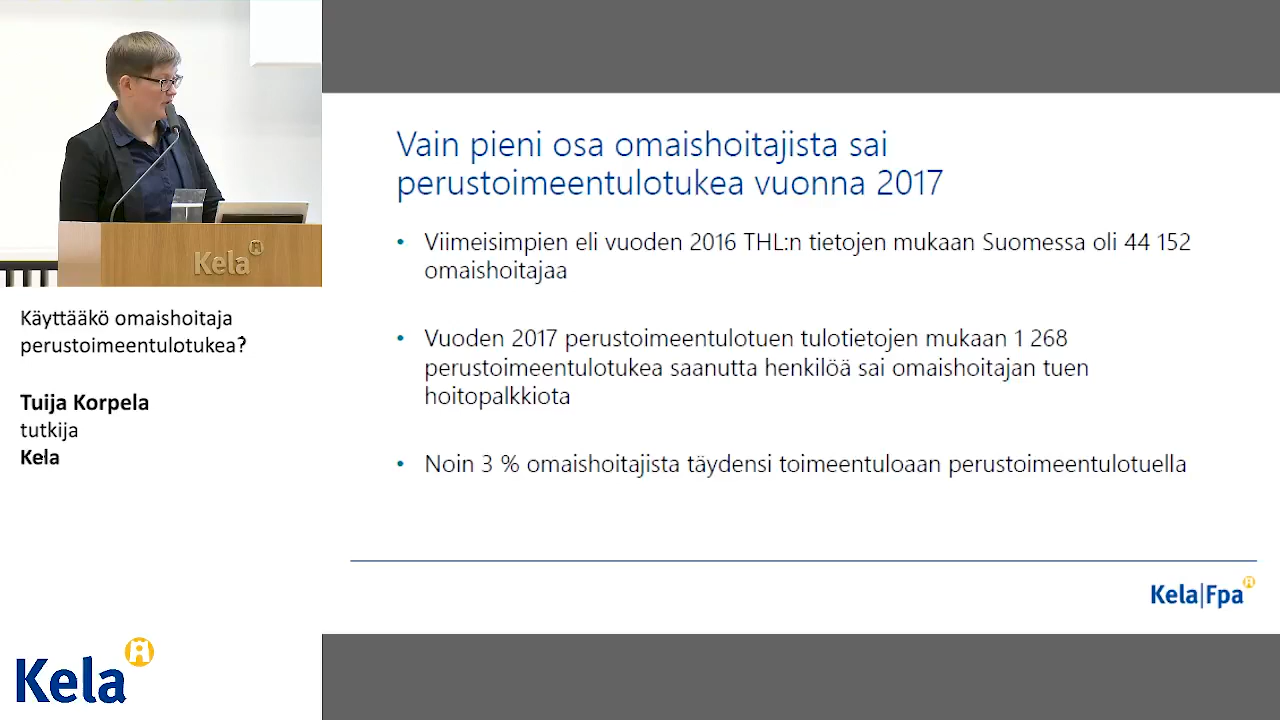 Kela
Käyttääkö omaishoitaja
perustoimeentulotukea?
Tuija Korpela
tutkija
Kela
Kela
Vain pieni osa omaishoitajista sai
perustoimeentulotukea vuonna 2017
• Viimeisimpien eli vuoden 2016 THL:n tietojen mukaan Suomessa oli 44 152
omaishoitajaa
• Vuoden 2017 perustoimeentulotuen tulotietojen mukaan 1 268
perustoimeentulotukea saanutta henkilöä sai omaishoitajan tuen
hoitopalkkiota
• Noin 3 % omaishoitajista täydensi toimeentuloaan perustoimeentulotuella
Kela|Fpa